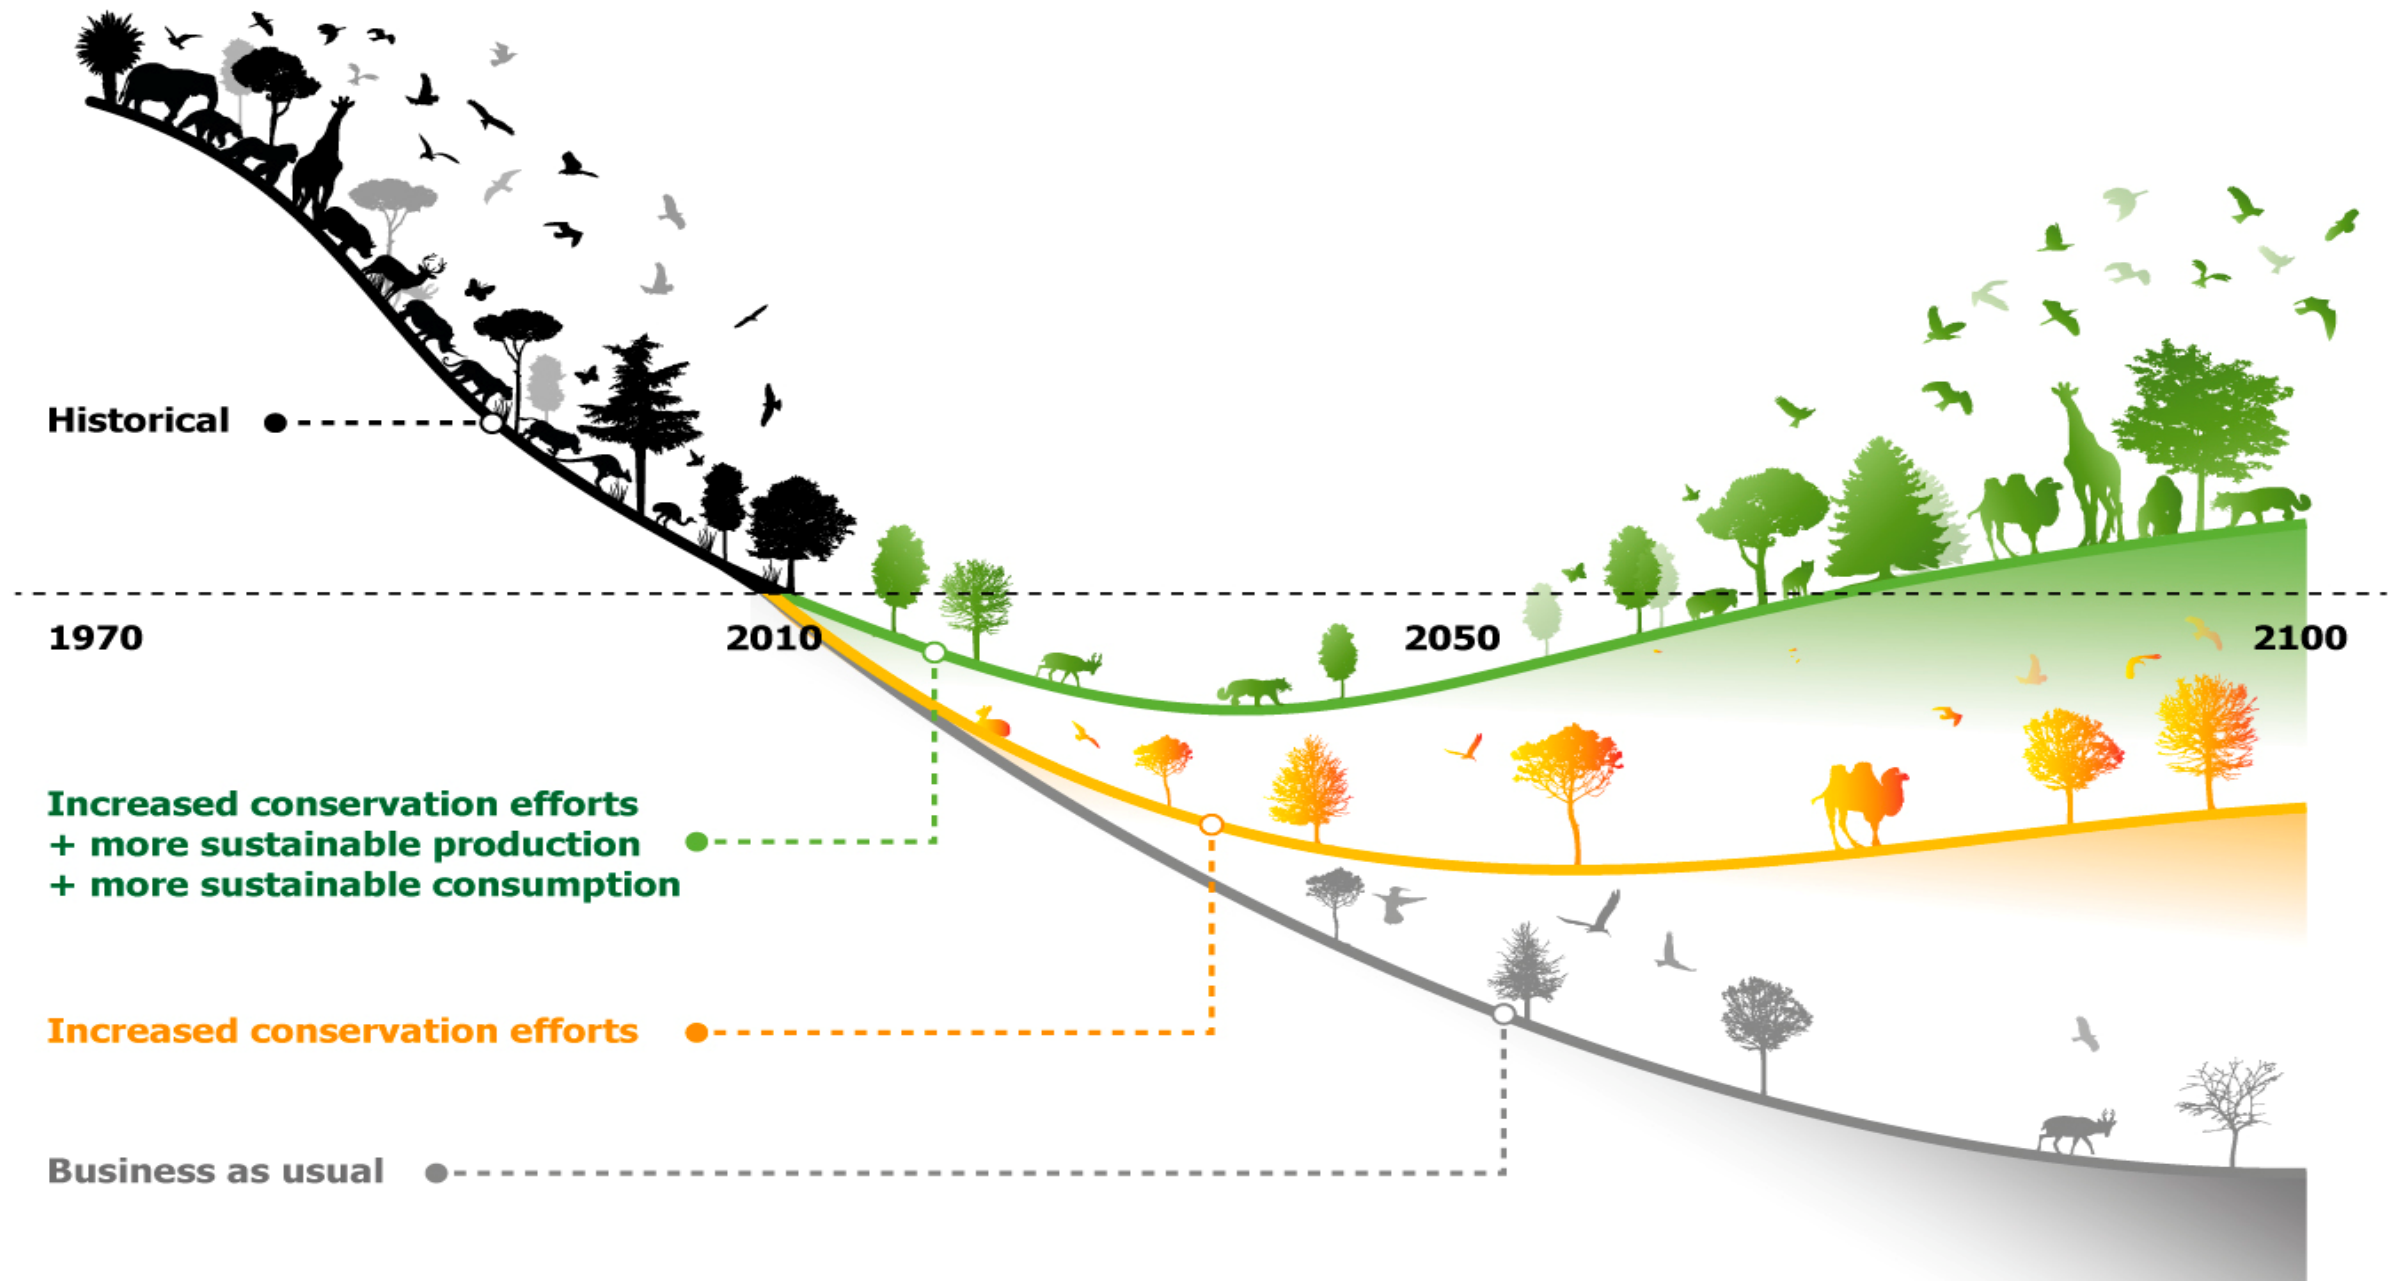 Historical
1970
2010
2050
2100
Increased conservation efforts
+ more sustainable production
+ more sustainable consumption
Increased conservation efforts
Business as usual